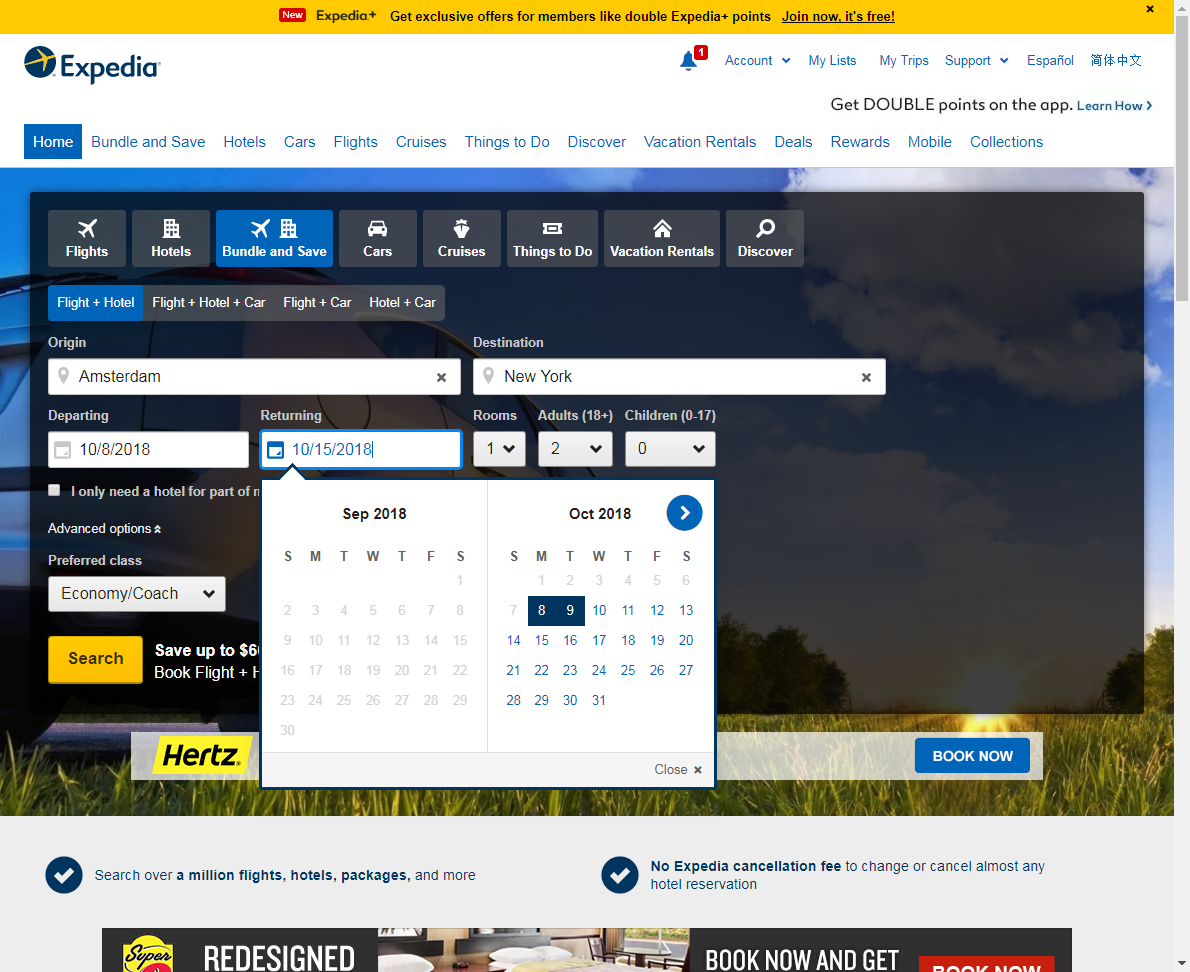 New Expedia+ Get exclusive offers for members like double Expedia+ points Join now, it's free! ×
Expedia
1 Account My Lists My Trips Support Español 简体中文
Get DOUBLE points on the app. Learn How
Home Bundle and Save Hotels Cars Flights Cruises Things to Do Discover Vacation Rentals Deals Rewards Mobile Collections
Flights Hotels Bundle and Save Cars Cruises Things to Do Vacation Rentals Discover
Flight + Hotel Flight + Hotel + Car Flight + Car Hotel + Car
Origin Destination
Amsterdam × New York ×
Departing Returning Rooms Adults (18+) Children (0-17)
10/8/2018 10/15/2018 1 2 0
I only need a hotel for part of
Advanced options
Preferred class
Economy/Coach
Search
Save up to $6
Book Flight +
Sep 2018 Oct 2018
S M T W T F S S M T W T F S
1 1 2 3 4 5 6
2 3 4 5 6 7 8 7 8 9 10 11 12 13
9 10 11 12 13 14 15 14 15 16 17 18 19 20
16 17 18 19 20 21 22 21 22 23 24 25 26 27
23 24 25 26 27 28 29 28 29 30 31
30
Close ×
Hertz. BOOK NOW
Search over a million flights, hotels, packages, and more
No Expedia cancellation fee to change or cancel almost any
hotel reservation
Super REDESIGNED BOOK NOW AND GET
BOOK NOW